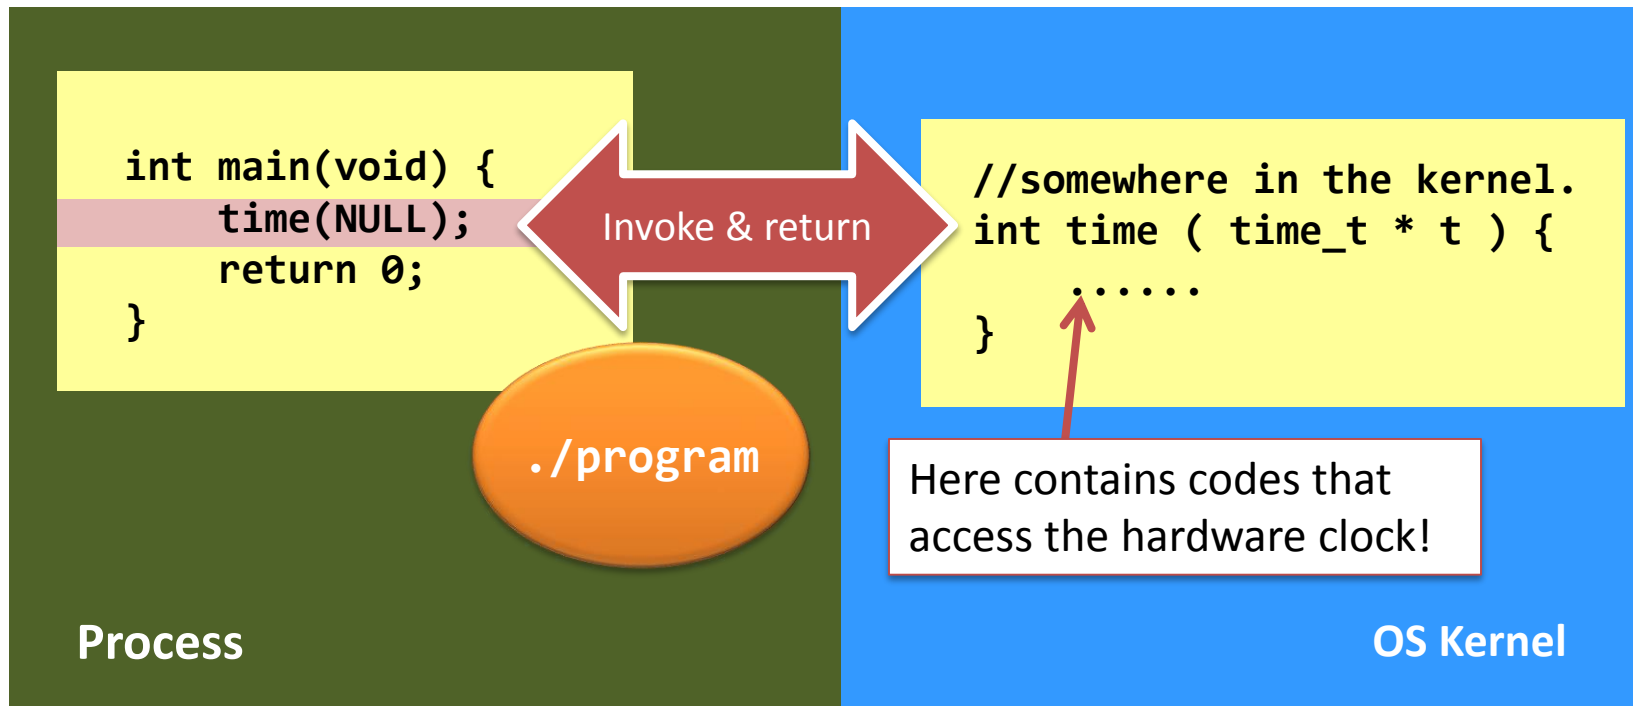 int main(void) {
time(NULL);
return 0;
}
Invoke & return
./program
Process
//somewhere in the kernel.
int time ( time_t * t ) {
......
}
Here contains codes that
access the hardware clock!
OS Kernel